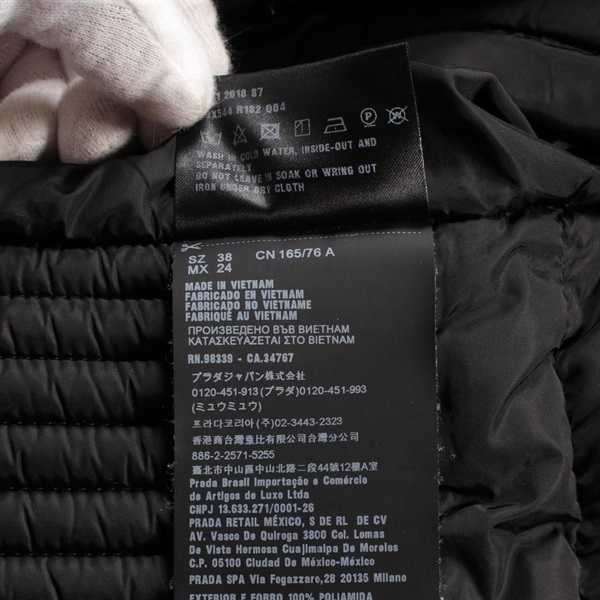 1 2018 97
X544 R182 004
WASH IN COLD WATER, INSIDE-OUT AND
SEPARATELY
DO NOT LEAVE IN SOAK OR WRING OUT
IRON UNDER DRY CLOTH
SZ 38 CN 165/76 A
MX 24
MADE IN VIETNAM
FABRICADO EN VIETNAM
FABRICADO NO VIETNAME
FABRIQUÉ AU VIETNAM
ПРОИЗВЕДЕНО ВЪВ ВИЕТНАМ
ΚΑΤΑΣΚΕΥΑΖΕΤΑΙ ΣΤΟ ΒΙΕΤΝΑΜ
RN.98339 - CA.34767
プラダジャパン株式会社
0120-451-913(プラダ)0120-451-993
(ミュウミュウ)
프라다코리아(주) 02-3443-2323
香港商台灣普拉比有限公司台灣分公司
886-2-2571-5255
臺北市中山區中山北路二段44號12樓A室
Prada Brasil Importação e Comércio
de Artigos de Luxo Ltda
CNPJ 13.633.271/0001-26
PRADA RETAIL MÉXICO, S DE RL DE CV
AV. Vasco De Quiroga 3800 Col. Lomas
De Vista Hermosa Cuajimalpa De Morelos
C.P. 05100 Ciudad De México - México
PRADA SPA Via Fogazzaro,28 20135 Milano
EXTERIOR E FORRO 100% POLIAMIDA